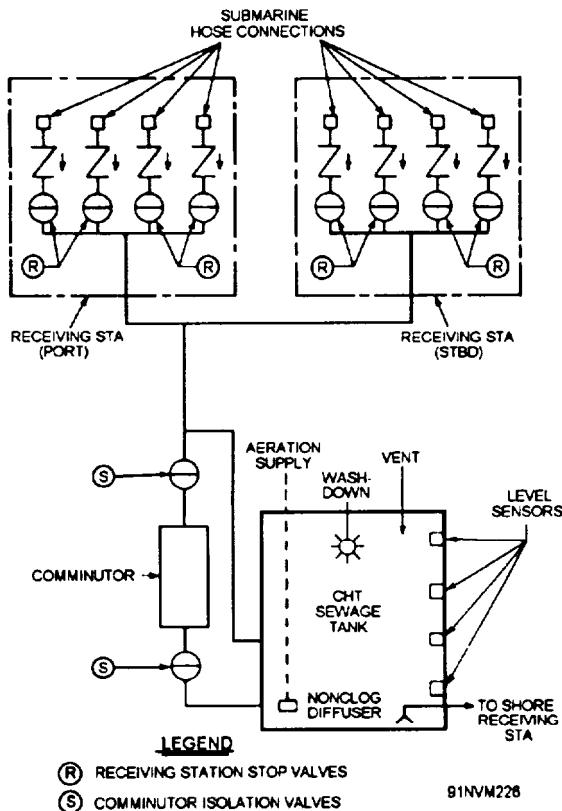 SUBMARINE
HOSE CONNECTIONS
R
R
R
R
RECEIVING STA
(PORT)
RECEIVING STA
(STBD)
S
AERATION
SUPPLY
WASH-
DOWN
VENT
LEVEL
SENSORS
COMMINUTOR
CHT
SEWAGE
TANK
S
NONCLOG
DIFFUSER
TO SHORE
RECEIVING
STA
LEGEND
R RECEIVING STATION STOP VALVES
S COMMINUTOR ISOLATION VALVES
91NVM226